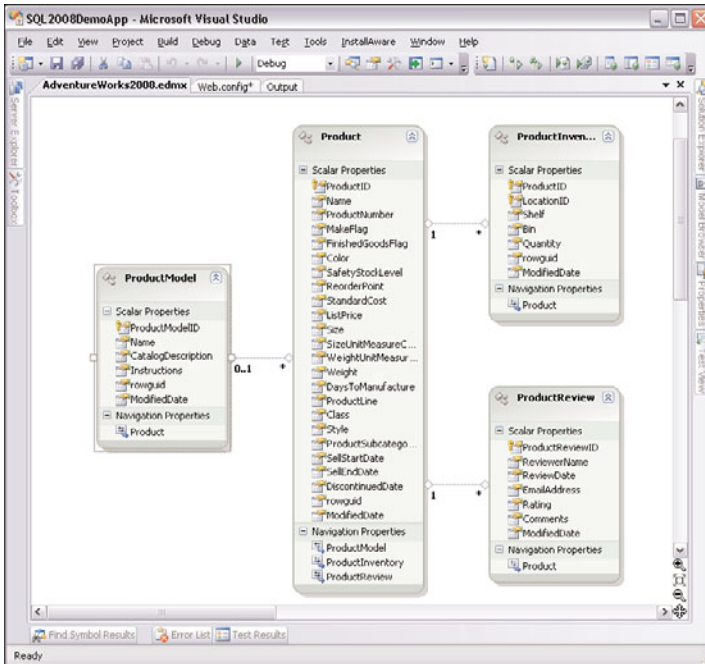 SQL2008DemoApp - Microsoft Visual Studio
File Edit View Project Build Debug Data Test Tools InstallAware Window Help
Debug
AdventureWorks2008.edmx Web.config* Output
Server Explorer
Toolbox
ProductModel
Scalar Properties
ProductModelID
Name
CatalogDescription
Instructions
rowguid
ModifiedDate
Navigation Properties
Product
0..1 *
Product
Scalar Properties
ProductID
Name
ProductNumber
MakeFlag
FinishedGoodsFlag
Color
SafetyStockLevel
ReorderPoint
StandardCost
ListPrice
Size
SizeUnitMeasureC...
WeightUnitMeasur...
Weight
DaysToManufacture
ProductLine
Class
Style
ProductSubcatego...
SellStartDate
SellEndDate
DiscontinuedDate
rowguid
ModifiedDate
Navigation Properties
ProductModel
ProductInventory
ProductReview
1 *
ProductInven...
Scalar Properties
ProductID
LocationID
Shelf
Bin
Quantity
rowguid
ModifiedDate
Navigation Properties
Product
1 *
ProductReview
Scalar Properties
ProductReviewID
ReviewerName
ReviewDate
EmailAddress
Rating
Comments
ModifiedDate
Navigation Properties
Product
Solution Explorer
Model Browser
Properties
Test View
Find Symbol Results Error List Test Results
Ready